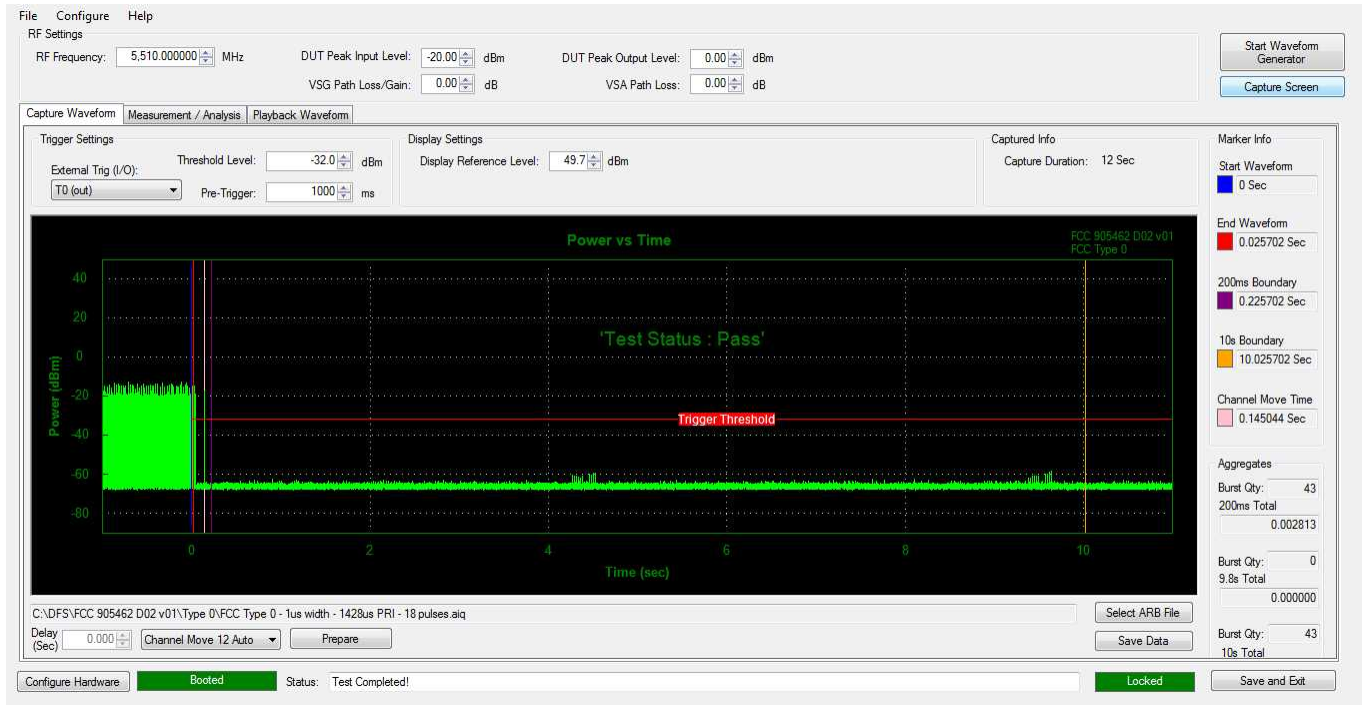 File Configure Help
RF Settings
RF Frequency: 5,510.000000 MHz DUT Peak Input Level: -20.00 dBm DUT Peak Output Level: 0.00 dBm
VSG Path Loss/Gain: 0.00 dB VSA Path Loss: 0.00 dB
Start Waveform
Generator
Capture Screen
Capture Waveform Measurement / Analysis Playback Waveform
Trigger Settings
External Trig (I/O):
T0 (out)
Threshold Level: -32.0 dBm
Pre-Trigger: 1000 ms
Display Settings
Display Reference Level: 49.7 dBm
Captured Info
Capture Duration: 12 Sec
Power vs Time
FCC 905462 D02 v01
FCC Type 0
'Test Status : Pass'
Trigger Threshold
Power (dBm)
40
20
0
-20
-40
-60
-80
0 2 4 6 8 10
Time (sec)
Marker Info
Start Waveform
0 Sec
End Waveform
0.025702 Sec
200ms Boundary
0.225702 Sec
10s Boundary
10.025702 Sec
Channel Move Time
0.145044 Sec
Aggregates
Burst Qty: 43
200ms Total
0.002813
Burst Qty: 0
9.8s Total
0.000000
Burst Qty: 43
10s Total
C:\DFS\FCC 905462 D02 v01\Type 0\FCC Type 0 - 1us width - 1428us PRI - 18 pulses.aiq
Select ARB File
Delay
(Sec) 0.000 Channel Move 12 Auto Prepare
Save Data
Configure Hardware Booted Status: Test Completed! Locked Save and Exit